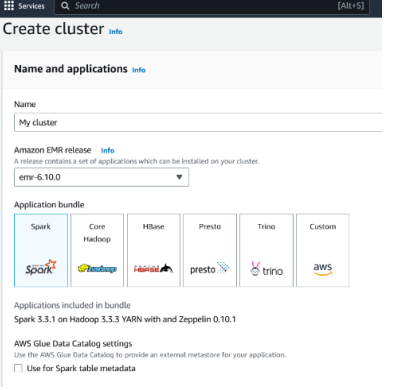 Services Search [Alt+S]
Create cluster Info
Name and applications Info
Name
My cluster
Amazon EMR release Info
A release contains a set of applications which can be installed on your cluster.
emr-6.10.0
Application bundle
Spark Core Hadoop HBase Presto Trino Custom
Spark hadoop HBASE presto trino aws
Applications included in bundle
Spark 3.3.1 on Hadoop 3.3.3 YARN with and Zeppelin 0.10.1
AWS Glue Data Catalog settings
Use the AWS Glue Data Catalog to provide an external metastore for your application.
Use for Spark table metadata